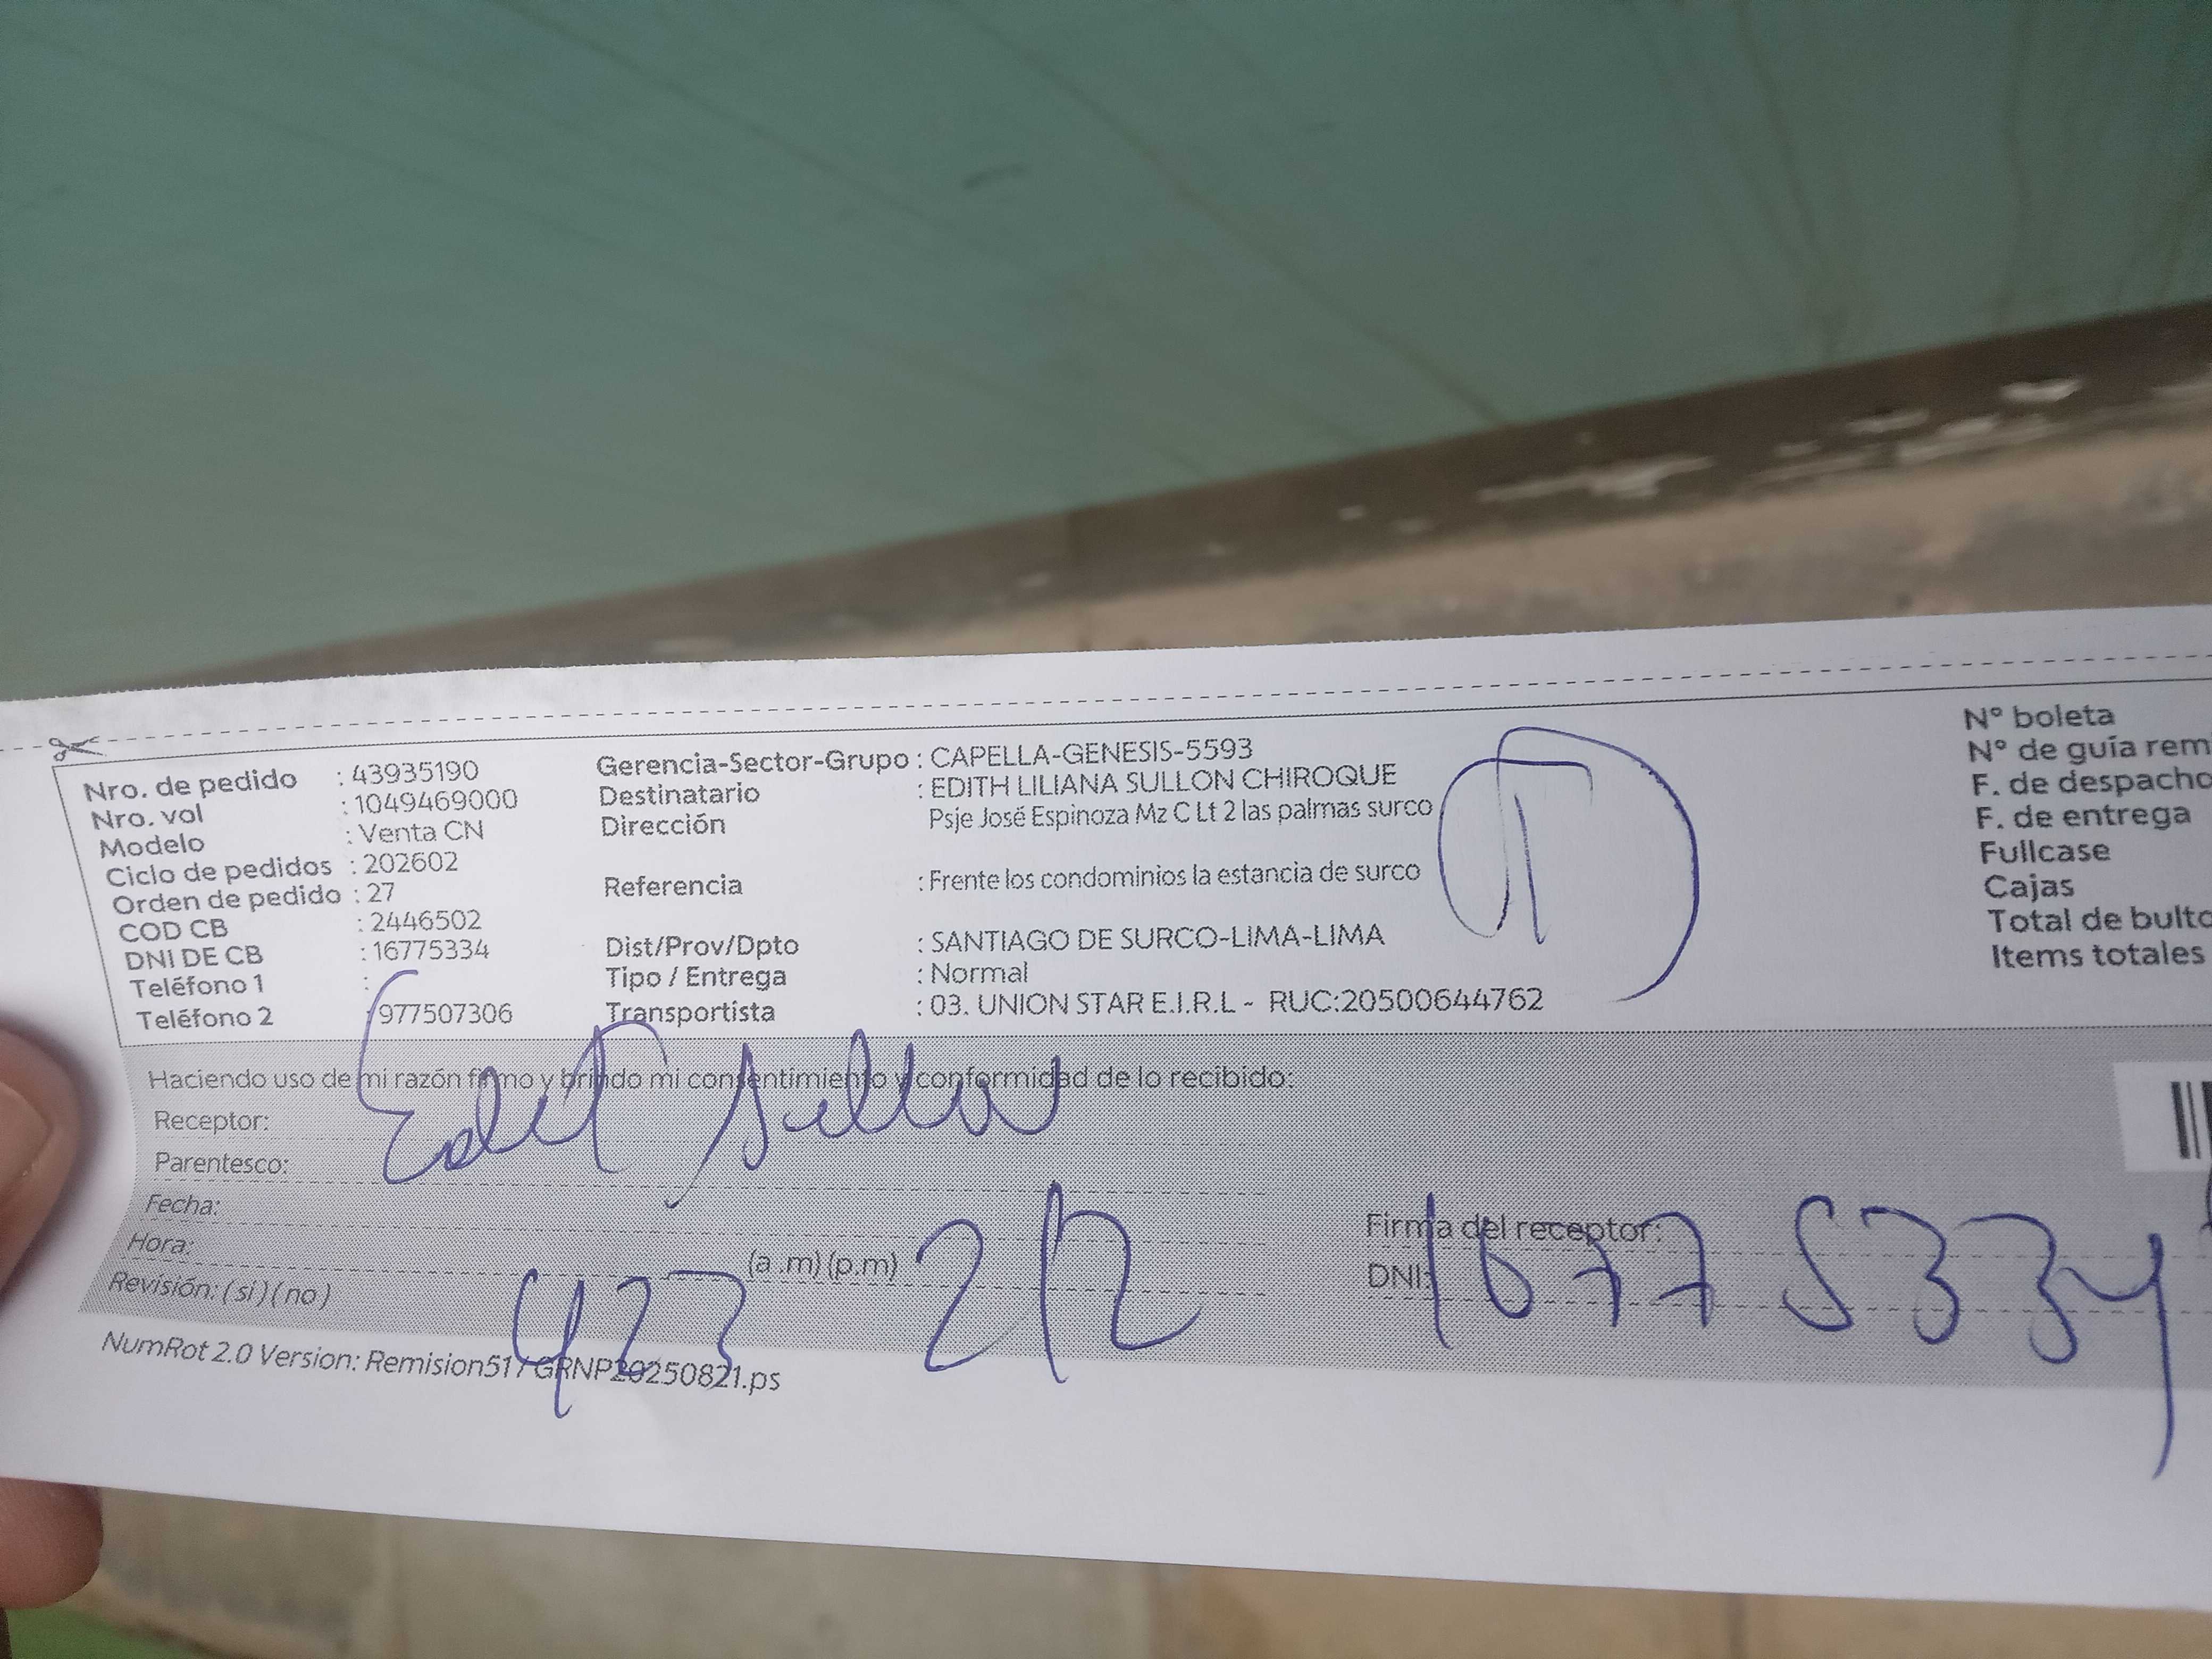 Nro. de pedido : 43935190
Nro. vol : 1049469000
Modelo : Venta CN
Ciclo de pedidos : 202602
Orden de pedido : 27
COD CB : 2446502
DNI DE CB : 16775334
Teléfono 1 :
Teléfono 2 : 977507306
Gerencia-Sector-Grupo : CAPELLA-GENESIS-5593
Destinatario : EDITH LILIANA SULLON CHIROQUE
Dirección Psje José Espinoza Mz C Lt 2 las palmas surco
Referencia : Frente los condominios la estancia de surco
Dist/Prov/Dpto : SANTIAGO DE SURCO-LIMA-LIMA
Tipo / Entrega : Normal
Transportista : 03. UNION STAR E.I.R.L - RUC:20500644762
N° boleta
N° de guía rem
F. de despacho
F. de entrega
Fullcase
Cajas
Total de bulto
Items totales
Haciendo uso de mi razón firmo y brindo mi consentimiento y conformidad de lo recibido:
Receptor: Edit Sullon
Parentesco:
Fecha:
Hora: (a .m) (p.m)
Revisión: ( si ) ( no )
423 2/2
Firma del receptor:
DNI: 16775334
NumRot 2.0 Version: Remision517GRNP20250821.ps